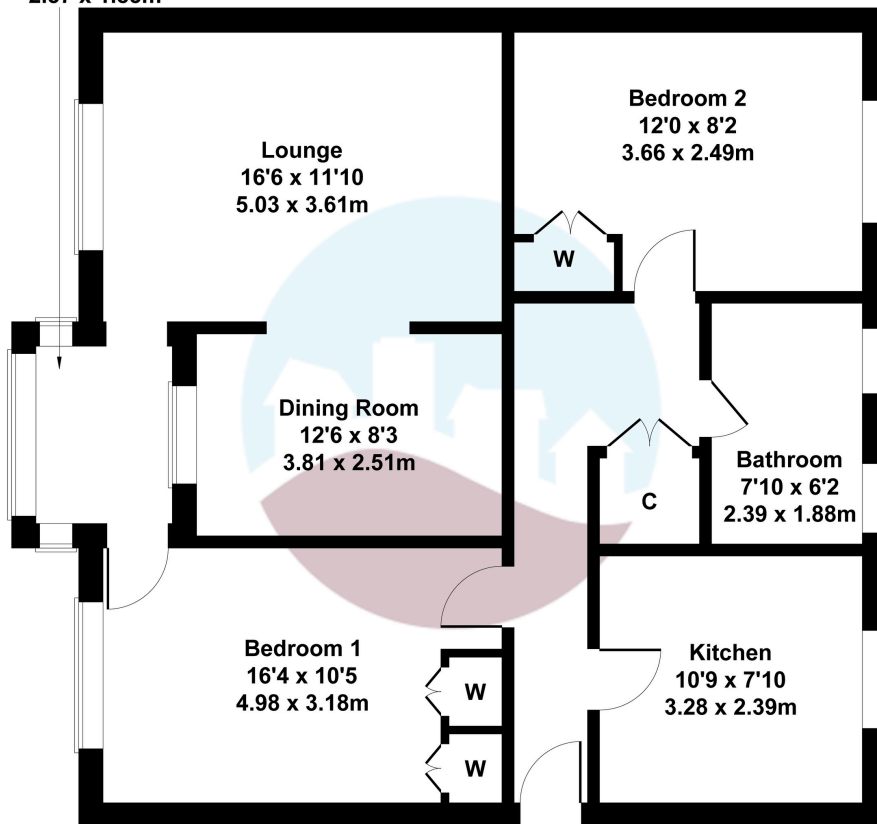 Lounge
16'6 x 11'10
5.03 x 3.61m
Bedroom 2
12'0 x 8'2
3.66 x 2.49m
W
Dining Room
12'6 x 8'3
3.81 x 2.51m
Bathroom
7'10 x 6'2
2.39 x 1.88m
C
Bedroom 1
16'4 x 10'5
4.98 x 3.18m
W
W
Kitchen
10'9 x 7'10
3.28 x 2.39m